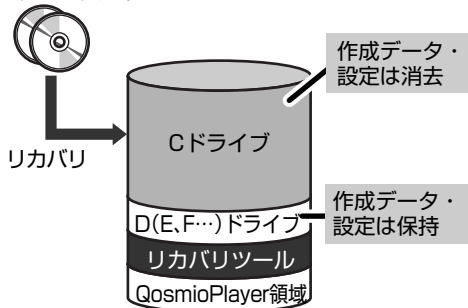 作成データ・
設定は消去
Cドライブ
リカバリ
作成データ・
設定は保持
D(E、F…)ドライブ
リカバリツール
QosmioPlayer領域